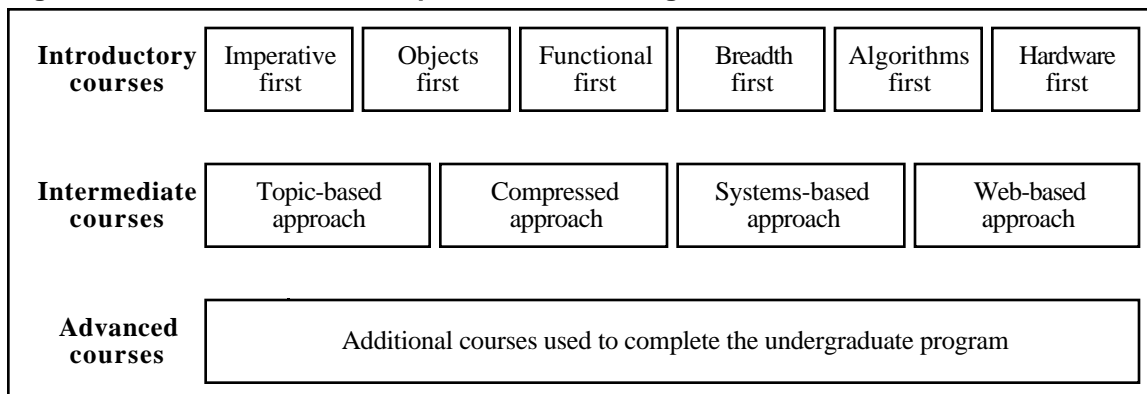 Introductory
courses
Imperative
first
Objects
first
Functional
first
Breadth
first
Algorithms
first
Hardware
first
Intermediate
courses
Topic-based
approach
Compressed
approach
Systems-based
approach
Web-based
approach
Advanced
courses
Additional courses used to complete the undergraduate program